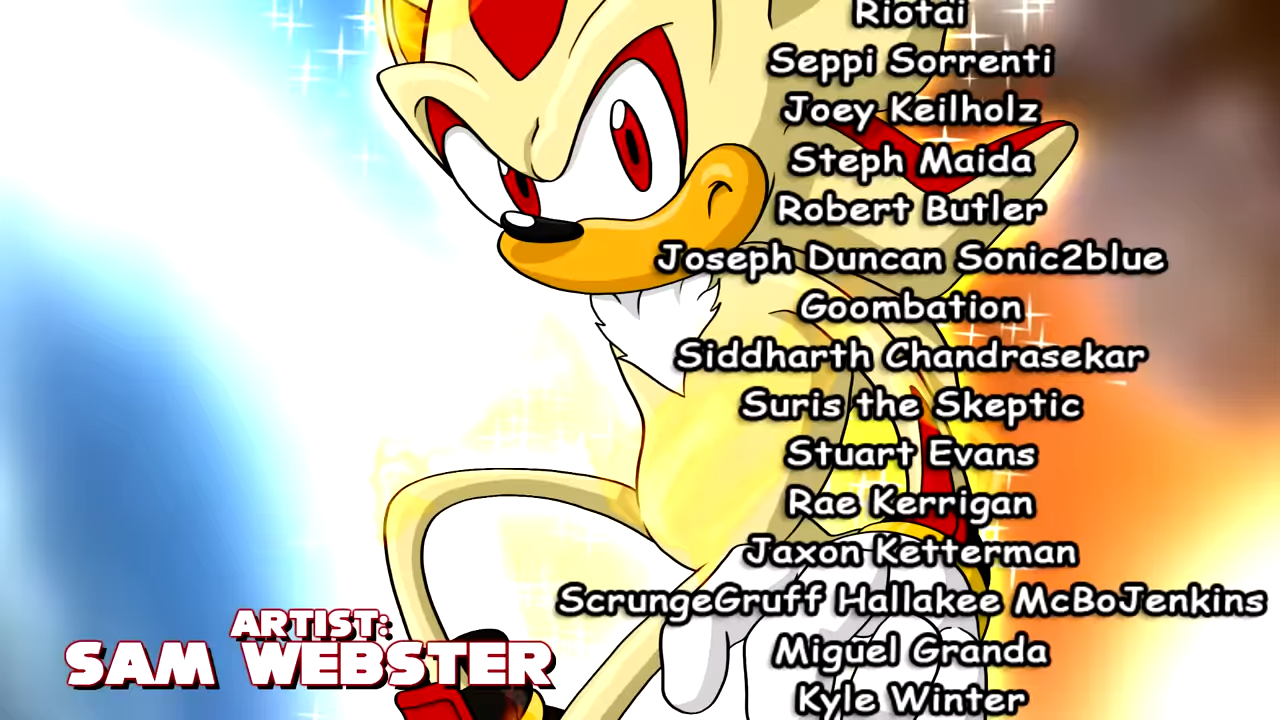 Riotai
Seppi Sorrenti
Joey Keilholz
Steph Maida
Robert Butler
Joseph Duncan Sonic2blue
Goombation
Siddharth Chandrasekar
Suris the Skeptic
Stuart Evans
Rae Kerrigan
Jaxon Ketterman
ScrungeGruff Hallakee McBoJenkins
Miguel Granda
Kyle Winter
ARTIST:
SAM WEBSTER